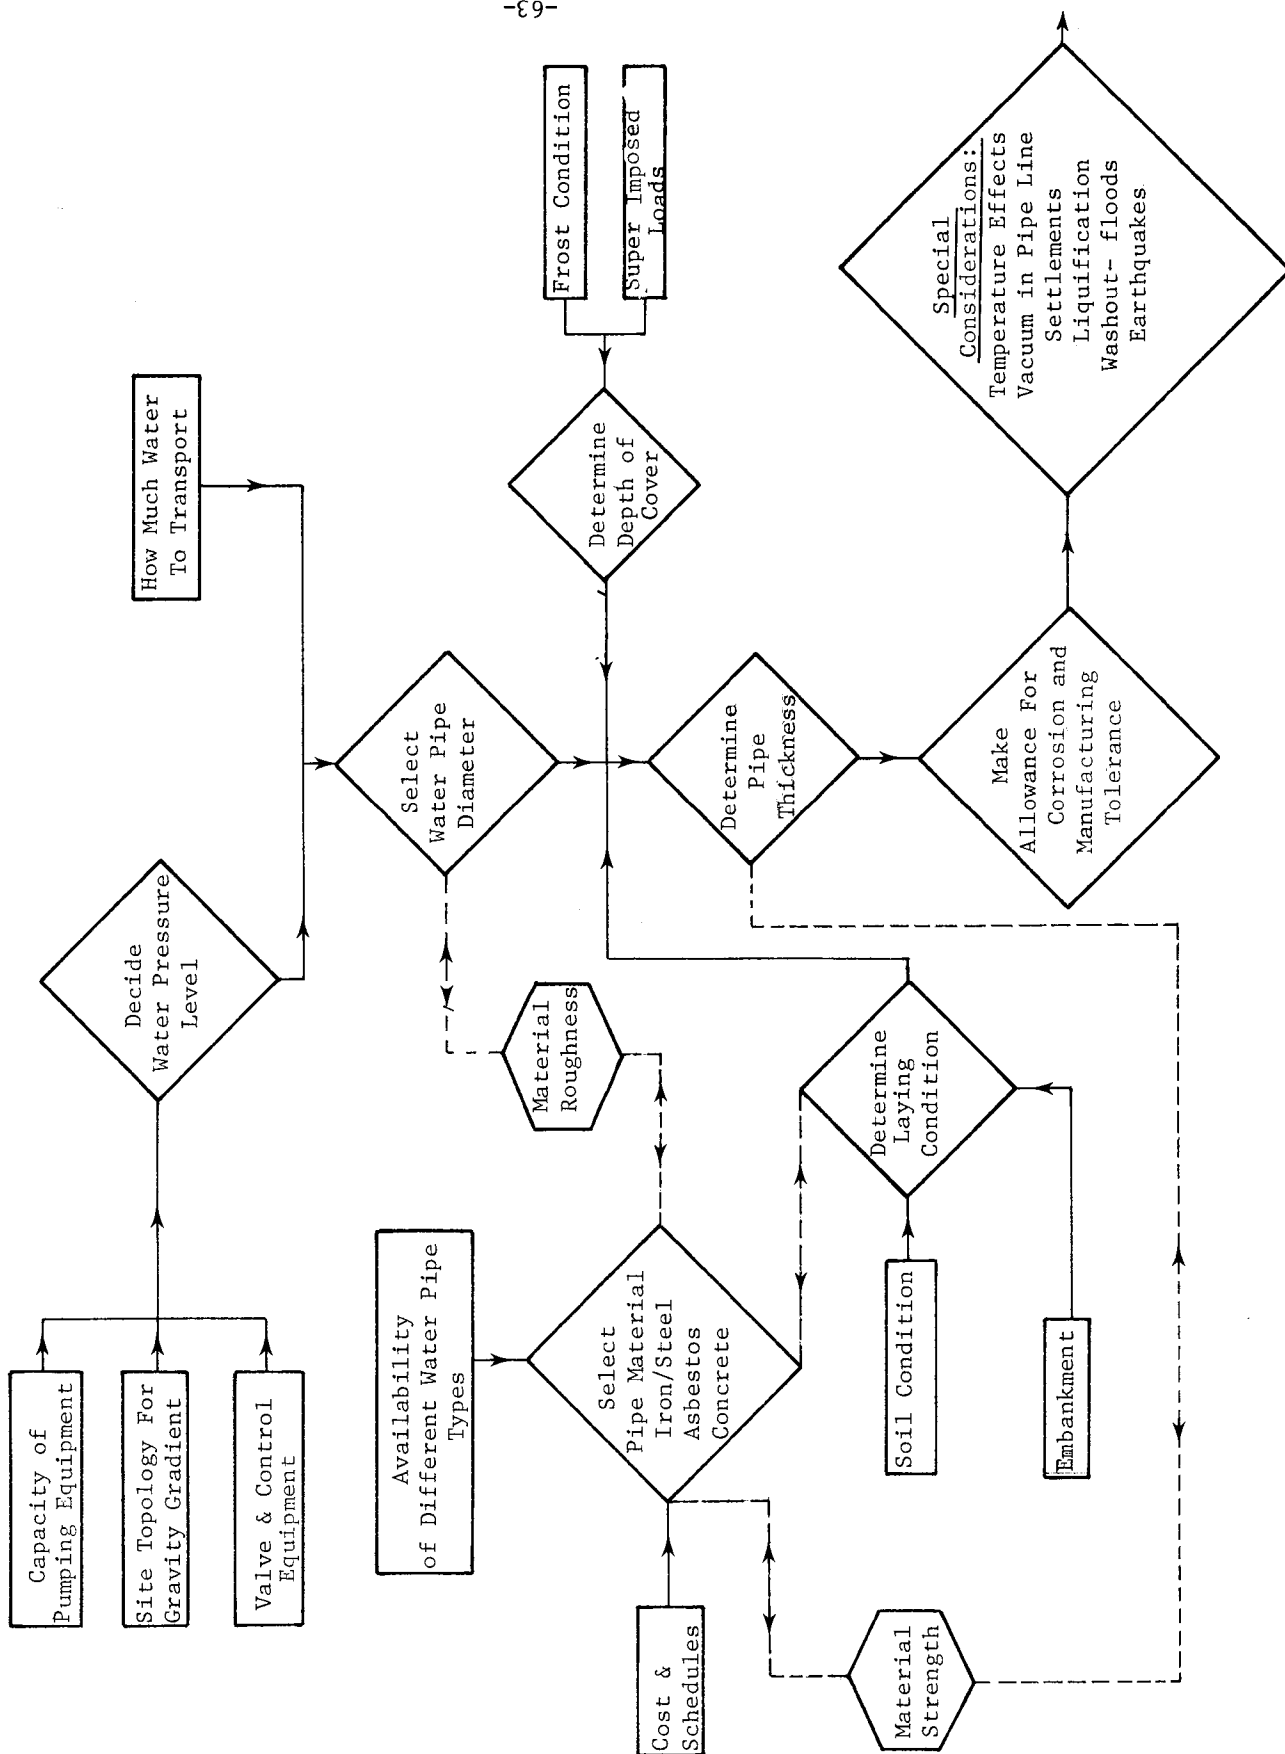 -63-
Capacity of
Pumping Equipment
Site Topology For
Gravity Gradient
Valve & Control
Equipment
Decide
Water Pressure
Level
How Much Water
To Transport
Availability
of Different Water Pipe
Types
Select
Water Pipe
Diameter
Material
Roughness
Frost Condition
Super Imposed
Loads
Determine
Depth of
Cover
Cost &
Schedules
Select
Pipe Material
Iron/Steel
Asbestos
Concrete
Determine
Pipe
Thickness
Material
Strength
Soil Condition
Embankment
Determine
Laying
Condition
Make
Allowance For
Corrosion and
Manufacturing
Tolerance
Special
Considerations:
Temperature Effects
Vacuum in Pipe Line
Settlements
Liquification
Washout- floods
Earthquakes